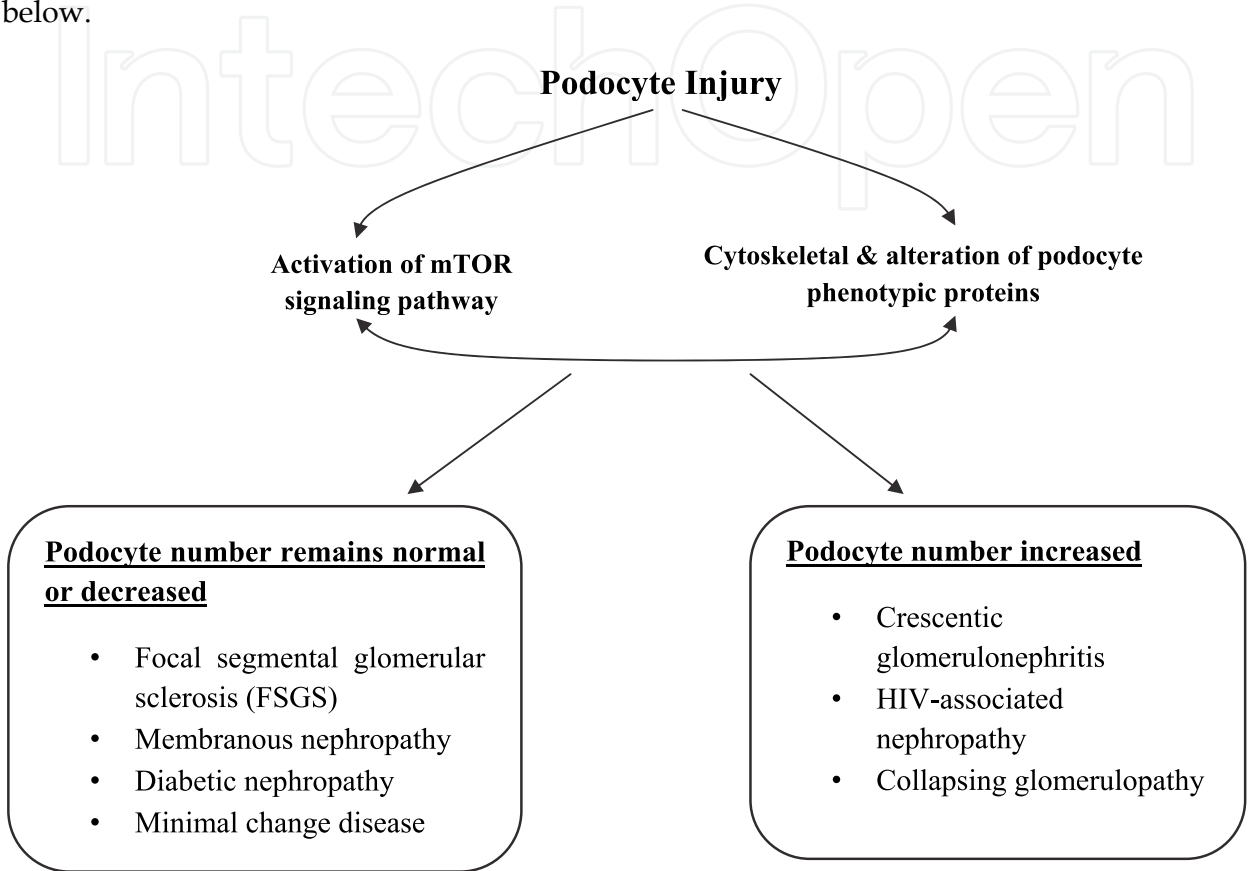 below.
IntechOpen
Podocyte Injury
Activation of mTOR
signaling pathway
Cytoskeletal & alteration of podocyte
phenotypic proteins
Podocyte number remains normal
or decreased
• Focal segmental glomerular
sclerosis (FSGS)
• Membranous nephropathy
• Diabetic nephropathy
• Minimal change disease
Podocyte number increased
• Crescentic
glomerulonephritis
• HIV-associated
nephropathy
• Collapsing glomerulopathy